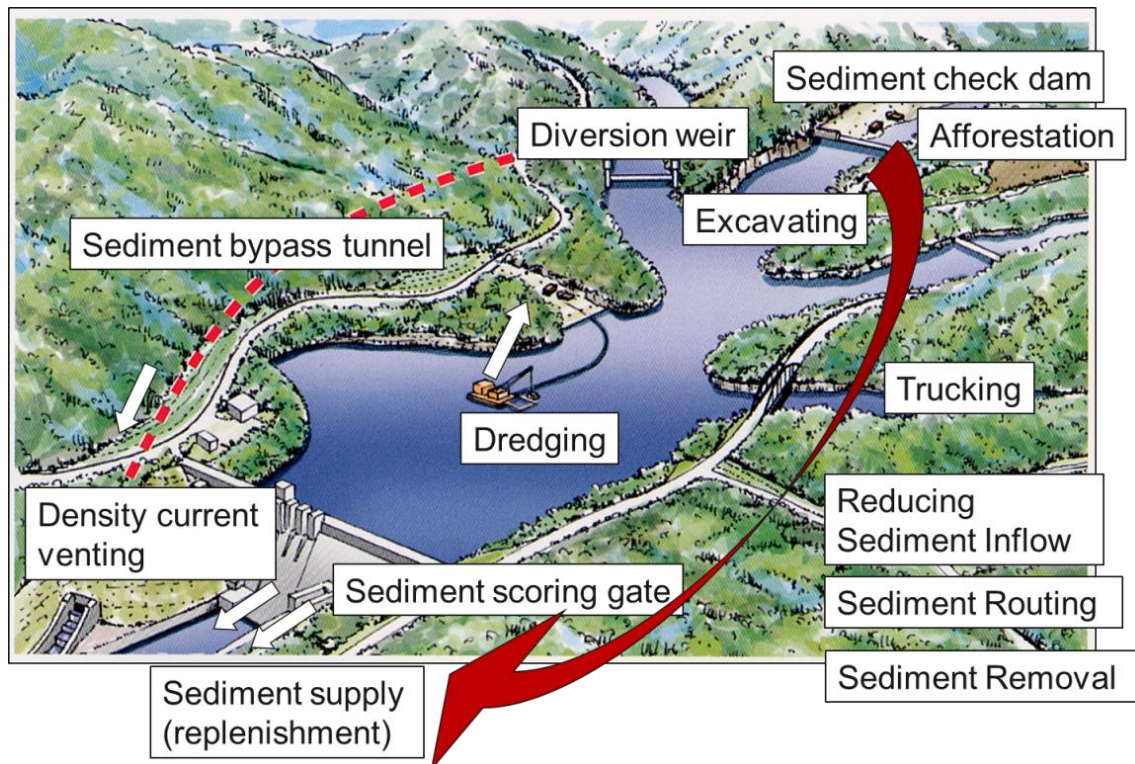 Sediment check dam
Diversion weir
Afforestation
Excavating
Sediment bypass tunnel
Trucking
Dredging
Density current
venting
Reducing
Sediment Inflow
Sediment scoring gate
Sediment Routing
Sediment supply
(replenishment)
Sediment Removal